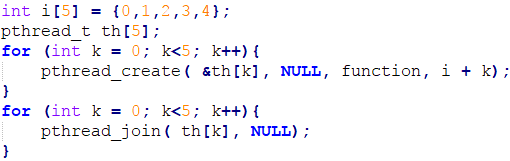 int i[5] = {0,1,2,3,4};
pthread_t th[5];
for (int k = 0; k<5; k++){
    pthread_create( &th[k], NULL, function, i + k);
}
for (int k = 0; k<5; k++){
    pthread_join( th[k], NULL);
}